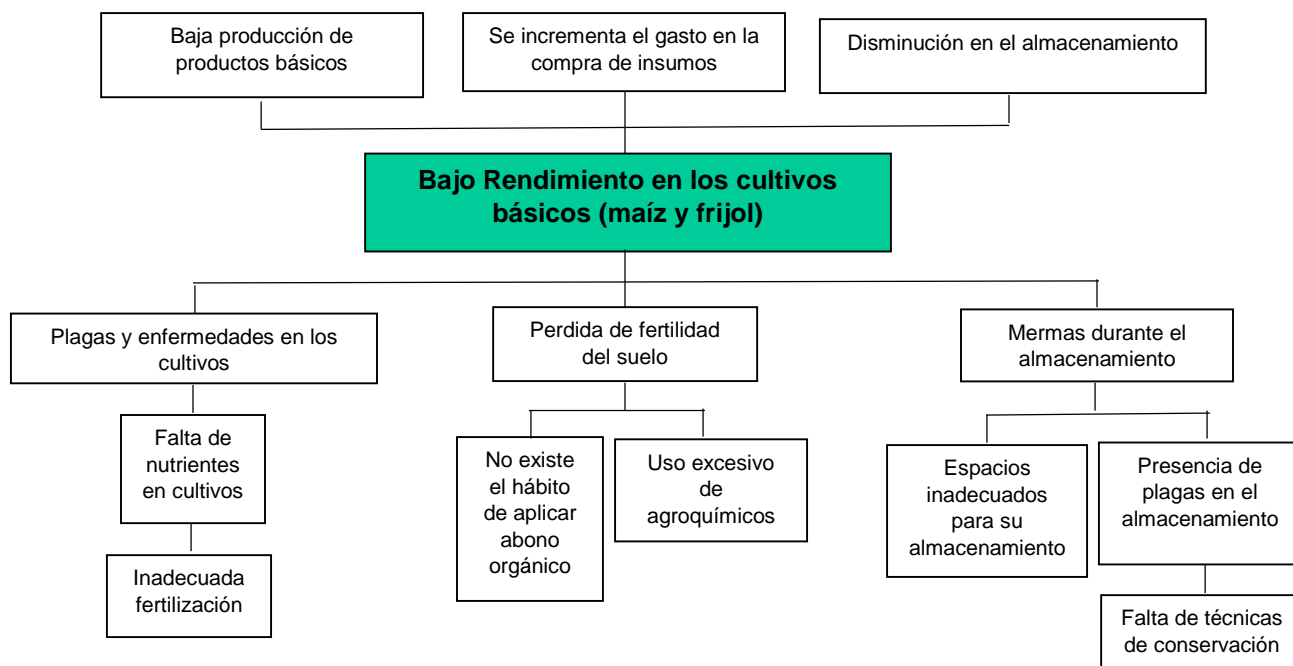 Baja producción de
productos básicos
Se incrementa el gasto en la
compra de insumos
Disminución en el almacenamiento
Bajo Rendimiento en los cultivos
básicos (maíz y frijol)
Plagas y enfermedades en los
cultivos
Perdida de fertilidad
del suelo
Mermas durante el
almacenamiento
Falta de
nutrientes
en cultivos
No existe
el hábito
de aplicar
abono
orgánico
Uso excesivo
de
agroquímicos
Espacios
inadecuados
para su
almacenamiento
Presencia de
plagas en el
almacenamiento
Inadecuada
fertilización
Falta de técnicas
de conservación